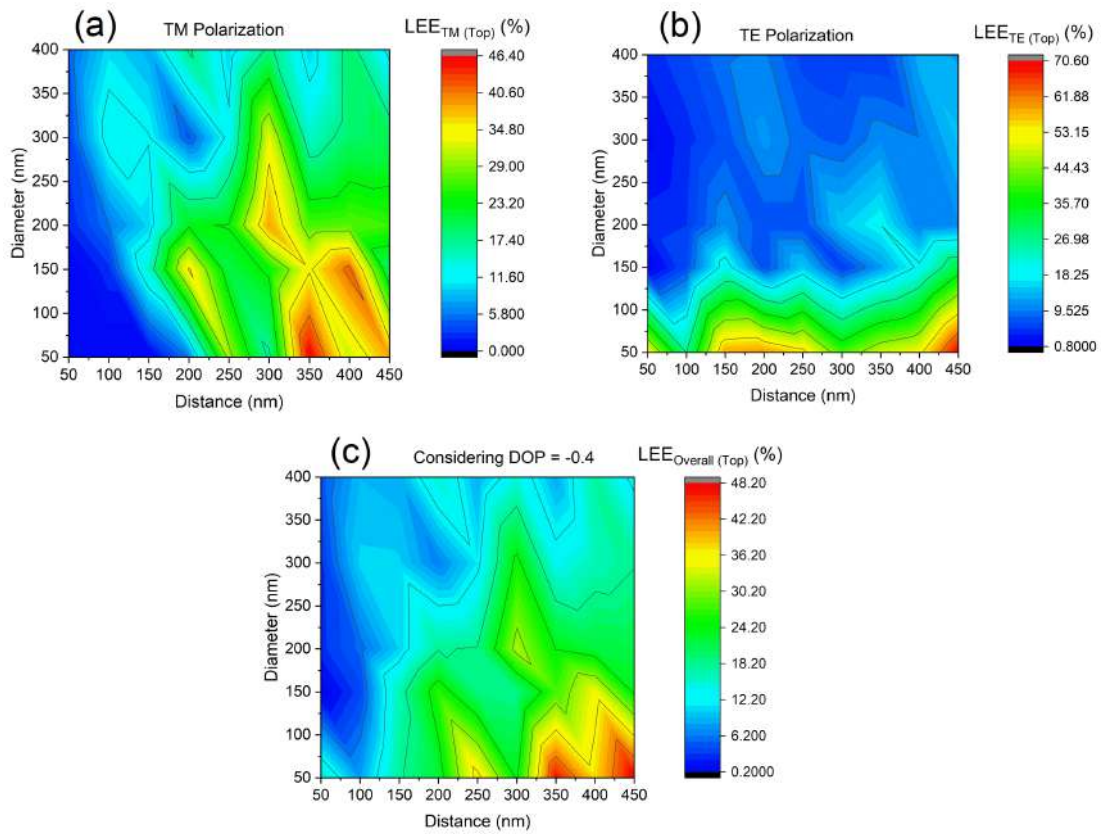 (a)
TM Polarization
LEE TM (Top) (%)
400
350
300
250
200
150
100
50
Diameter (nm)
50 100 150 200 250 300 350 400 450
Distance (nm)
46.40
40.60
34.80
29.00
23.20
17.40
11.60
5.800
0.000
(b)
TE Polarization
LEE TE (Top) (%)
400
350
300
250
200
150
100
50
Diameter (nm)
50 100 150 200 250 300 350 400 450
Distance (nm)
70.60
61.88
53.15
44.43
35.70
26.98
18.25
9.525
0.8000
(c)
Considering DOP = -0.4
LEE Overall (Top) (%)
400
350
300
250
200
150
100
50
Diameter (nm)
50 100 150 200 250 300 350 400 450
Distance (nm)
48.20
42.20
36.20
30.20
24.20
18.20
12.20
6.200
0.2000